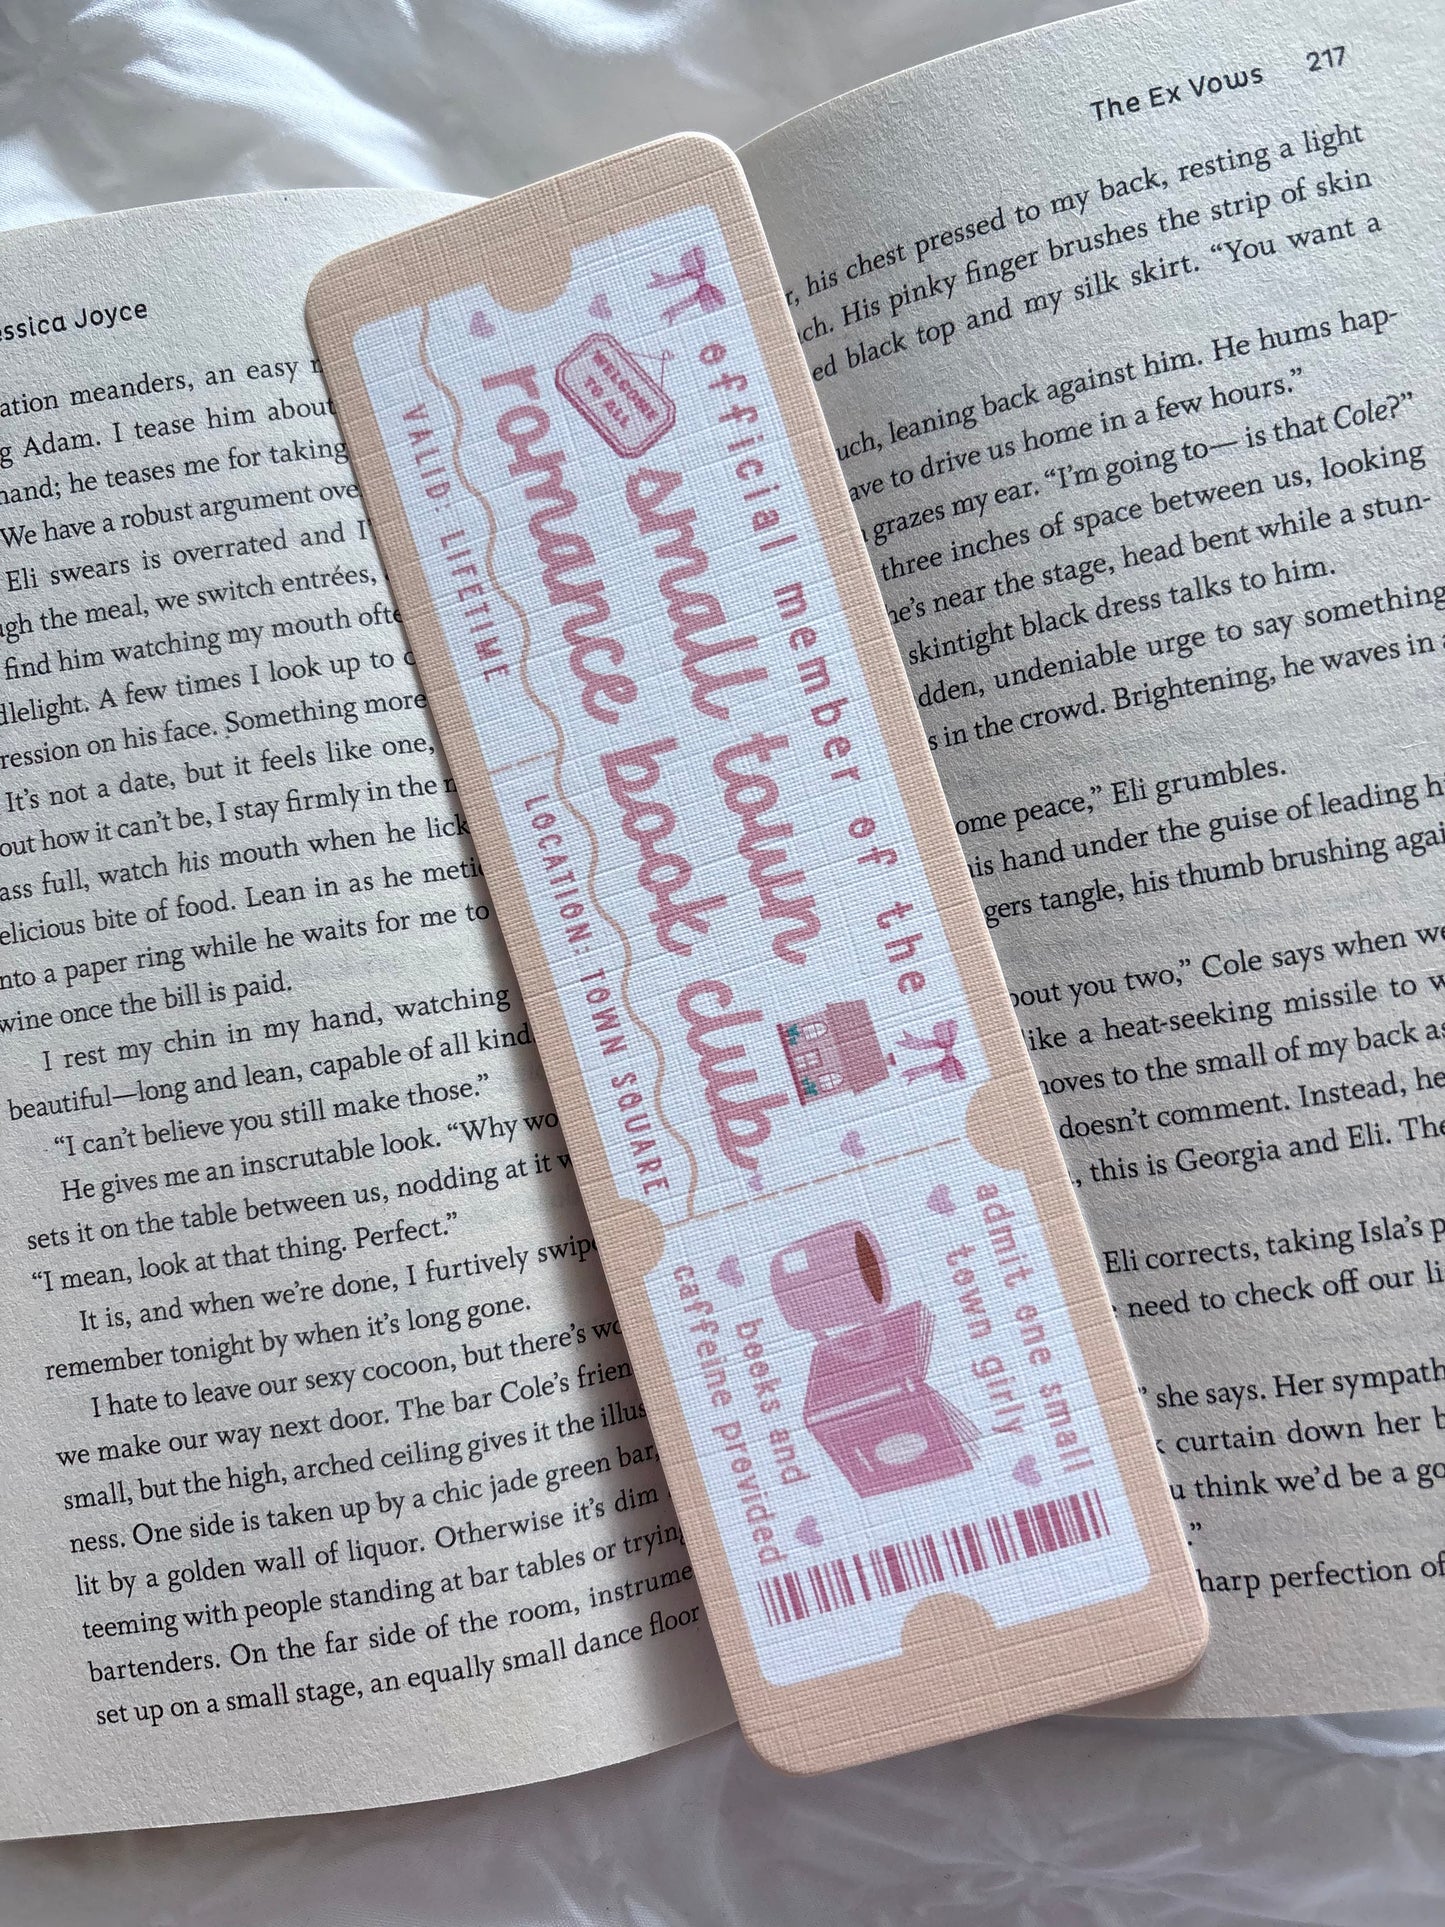 essica Joyce
ation meanders, an easy
g Adam. I tease him about
hand; he teases me for taking
We have a robust argument ove
Eli swears is overrated and I'
ugh the meal, we switch entrées,
find him watching my mouth ofte
dlelight. A few times I look up to
ression on his face. Something more
It's not a date, but it feels like one,
out how it can't be, I stay firmly in the
ass full, watch his mouth when he lick
elicious bite of food. Lean in as he meti
nto a paper ring while he waits for me to
wine once the bill is paid.
I rest my chin in my hand, watching
beautiful—long and lean, capable of all kind
“I can't believe you still make those.”
He gives me an inscrutable look. “Why wo
sets it on the table between us, nodding at it w
“I mean, look at that thing. Perfect.”
It is, and when we're done, I furtively swipe
remember tonight by when it's long gone.
I hate to leave our sexy cocoon, but there's wo
we make our way next door. The bar Cole's frien
small, but the high, arched ceiling gives it the illus
ness. One side is taken up by a chic jade green bar,
lit by a golden wall of liquor. Otherwise it's dim
teeming with people standing at bar tables or trying
bartenders. On the far side of the room, instrume
set up on a small stage, an equally small dance floor
official member of the
WELCOME
TO ALL
small town
romance book club
VALID: LIFETIME
LOCATION: TOWN SQUARE
admit one small
town girly
books and
caffeine provided
The Ex Vows 217
r, his chest pressed to my back, resting a light
ch. His pinky finger brushes the strip of skin
ed black top and my silk skirt. “You want a
uch, leaning back against him. He hums hap-
ave to drive us home in a few hours.”
grazes my ear. “I'm going to— is that Cole?”
three inches of space between us, looking
he's near the stage, head bent while a stun-
skintight black dress talks to him.
dden, undeniable urge to say something
s in the crowd. Brightening, he waves in
ome peace,” Eli grumbles.
his hand under the guise of leading h
gers tangle, his thumb brushing agai
bout you two,” Cole says when we
like a heat-seeking missile to w
noves to the small of my back as
doesn't comment. Instead, he
, this is Georgia and Eli. The
Eli corrects, taking Isla's p
need to check off our li
” she says. Her sympath
curtain down her b
u think we'd be a go
”
harp perfection of